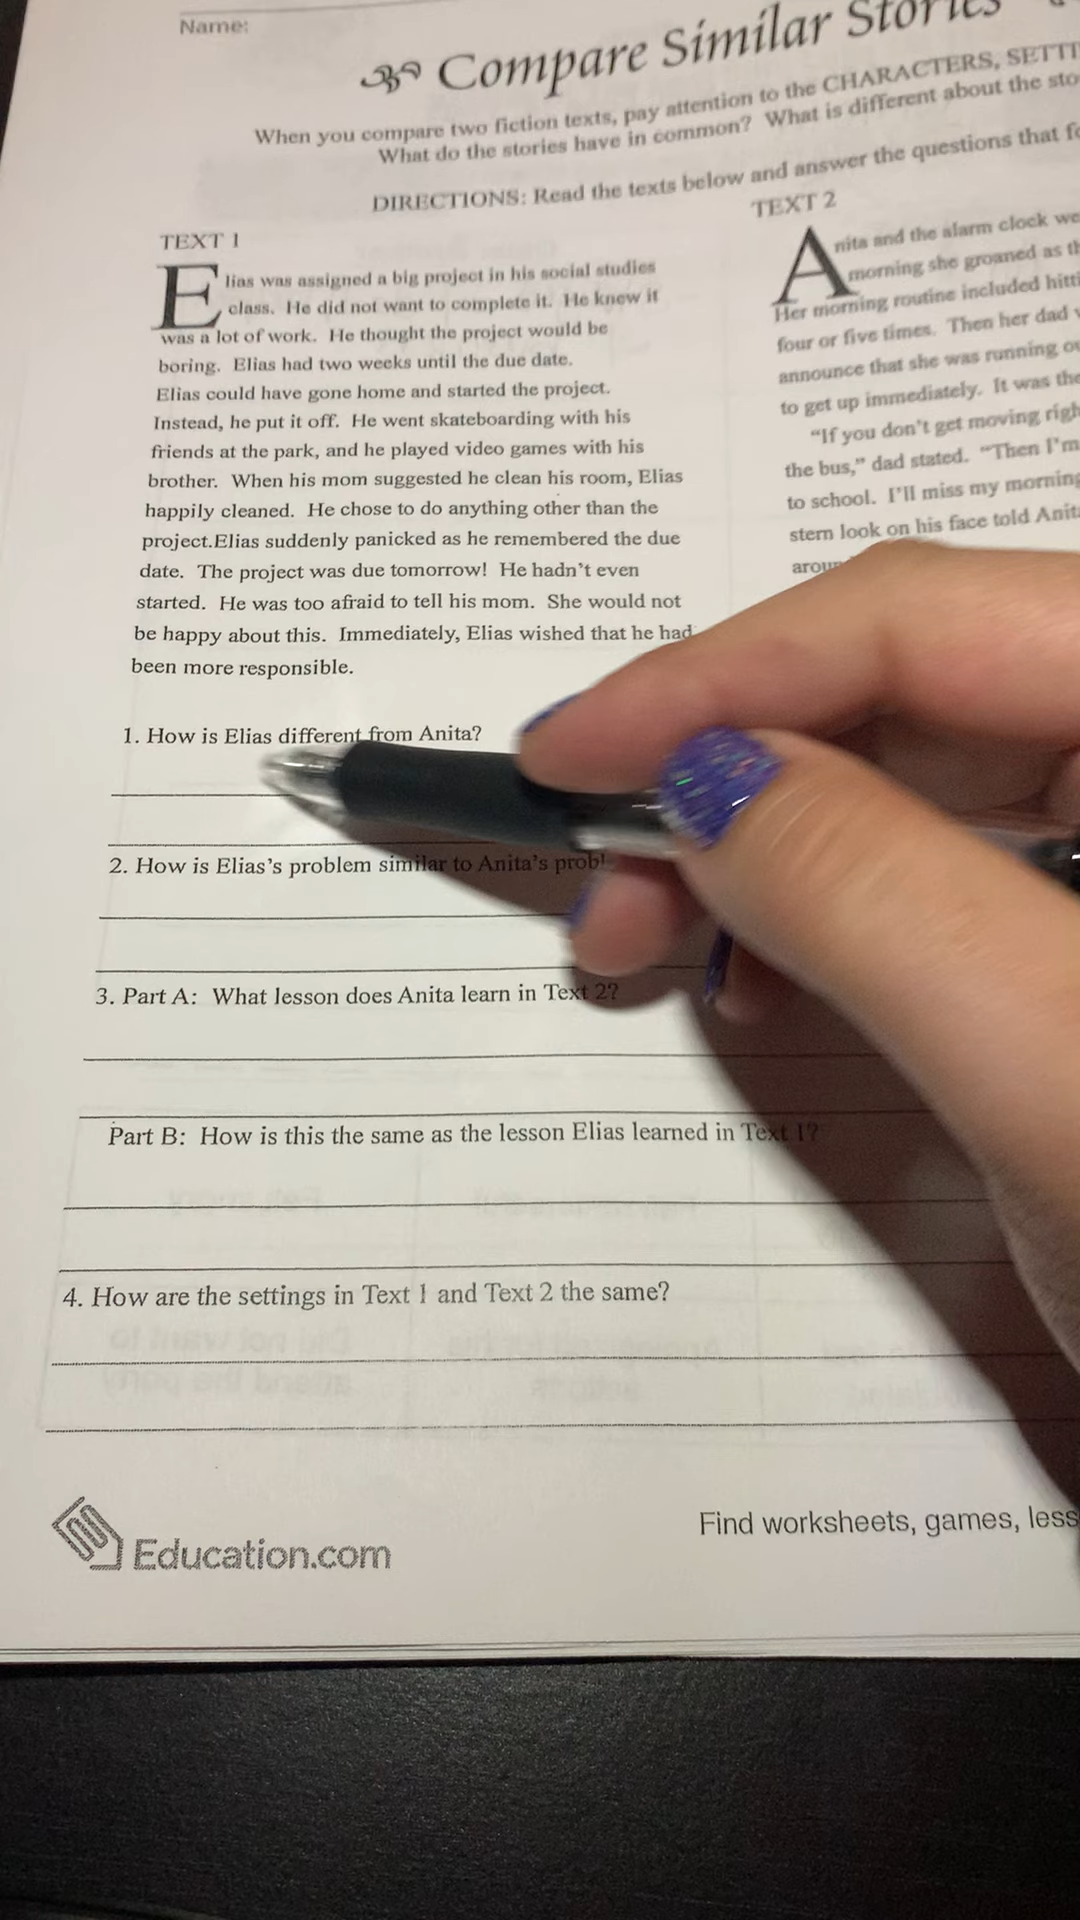 Name:
Compare Similar Stories
When you compare two fiction texts, pay attention to the CHARACTERS,
What do the stories have in common? What is different about the
DIRECTIONS: Read the texts below and answer the questions that
TEXT 1
Elias was assigned a big project in his social studies
class. He did not want to complete it. He knew it
was a lot of work. He thought the project would be
boring. Elias had two weeks until the due date.
Elias could have gone home and started the project.
Instead, he put it off. He went skateboarding with his
friends at the park, and he played video games with his
brother. When his mom suggested he clean his room, Elias
happily cleaned. He chose to do anything other than the
project.Elias suddenly panicked as he remembered the due
date. The project was due tomorrow! He hadn't even
started. He was too afraid to tell his mom. She would not
be happy about this. Immediately, Elias wished that he had
been more responsible.
TEXT 2
Anita and the alarm clock
morning she groaned as
Her morning routine included
four or five times. Then her dad
announce that she was running
to get up immediately. It was
"If you don't get moving
the bus," dad stated. "Then I'm
to school. I'll miss my morning
stern look on his face told
1. How is Elias different from Anita?
2. How is Elias's problem similar to Anita's
3. Part A: What lesson does Anita learn in Text 2?
Part B: How is this the same as the lesson Elias learned in Text 1?
4. How are the settings in Text 1 and Text 2 the same?
Education.com
Find worksheets, games,